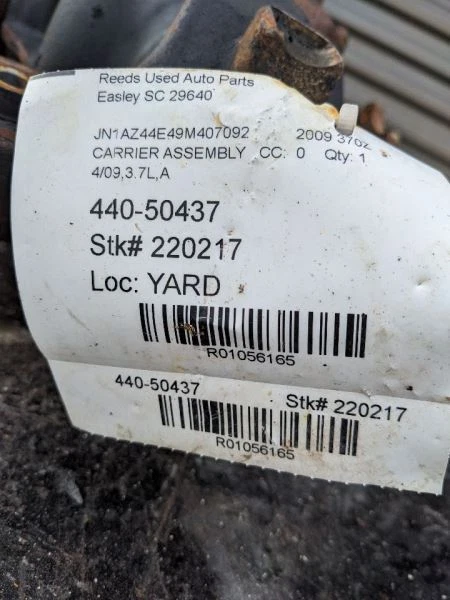 Reeds Used Auto Parts
Easley SC 29640
JN1AZ44E49M407092 2009 370z
CARRIER ASSEMBLY CC: 0 Qty: 1
4/09,3.7L,A
440-50437
Stk# 220217
Loc: YARD
R01056165
440-50437 Stk# 220217
R01056165